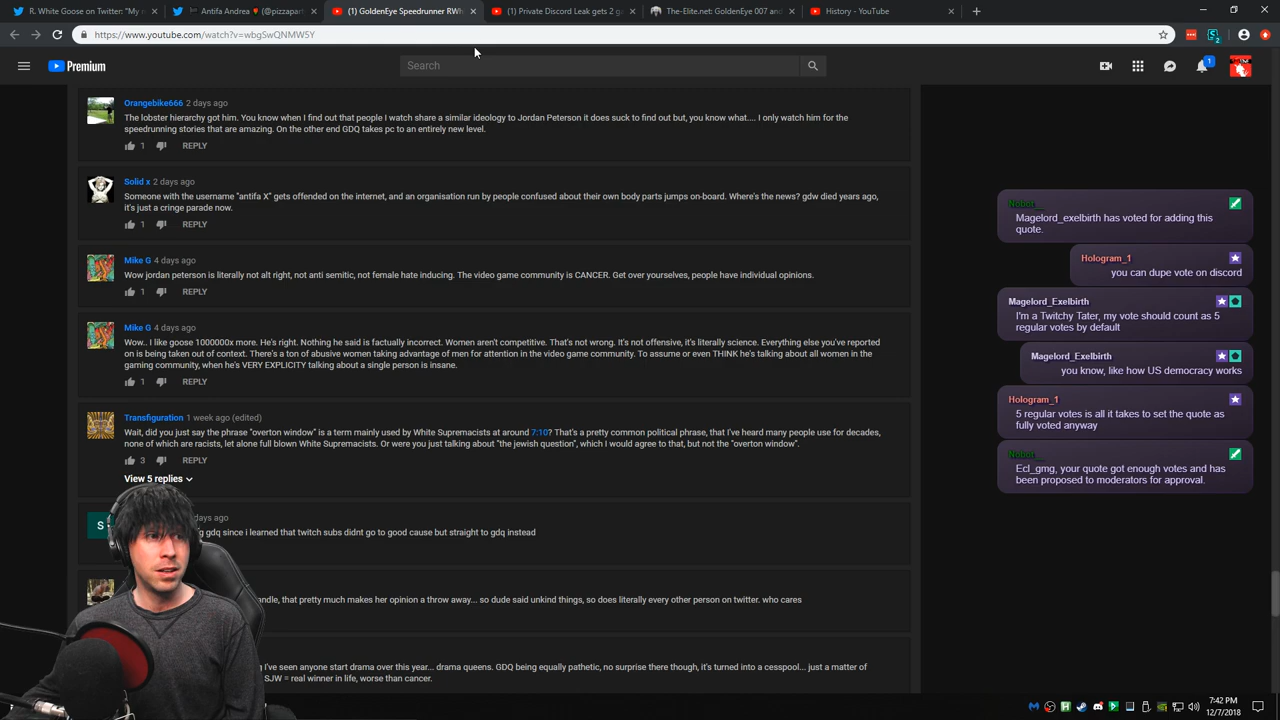 R. White Goose on Twitter: "My n
Antifa Andrea (@pizzaparty
(1) GoldenEye Speedrunner RWh
(1) Private Discord Leak gets 2 g
The-Elite.net: GoldenEye 007 and
History - YouTube
https://www.youtube.com/watch?v=wbgSwQNMW5Y
Premium
Search
1
Orangebike666 2 days ago
The lobster hierarchy got him. You know when I find out that people I watch share a similar ideology to Jordan Peterson it does suck to find out but, you know what.... I only watch him for the
speedrunning stories that are amazing. On the other end GDQ takes pc to an entirely new level.
1 REPLY
Solid x 2 days ago
Someone with the username "antifa X" gets offended on the internet, and an organisation run by people confused about their own body parts jumps on-board. Where's the news? gdw died years ago,
it's just a cringe parade now.
1 REPLY
Mike G 4 days ago
Wow jordan peterson is literally not alt right, not anti semitic, not female hate inducing. The video game community is CANCER. Get over yourselves, people have individual opinions.
1 REPLY
Mike G 4 days ago
Wow.. I like goose 1000000x more. He's right. Nothing he said is factually incorrect. Women aren't competitive. That's not wrong. It's not offensive, it's literally science. Everything else you've reported
on is being taken out of context. There's a ton of abusive women taking advantage of men for attention in the video game community. To assume or even THINK he's talking about all women in the
gaming community, when he's VERY EXPLICITY talking about a single person is insane.
1 REPLY
Transfiguration 1 week ago (edited)
Wait, did you just say the phrase "overton window" is a term mainly used by White Supremacists at around 7:10? That's a pretty common political phrase, that I've heard many people use for decades,
none of which are racists, let alone full blown White Supremacists. Or were you just talking about "the jewish question", which I would agree to that, but not the "overton window".
3 REPLY
View 5 replies
S
days ago
g gdq since i learned that twitch subs didnt go to good cause but straight to gdq instead
andle, that pretty much makes her opinion a throw away... so dude said unkind things, so does literally every other person on twitter. who cares
I've seen anyone start drama over this year... drama queens. GDQ being equally pathetic, no surprise there though, it's turned into a cesspool... just a matter of
SJW = real winner in life, worse than cancer.
Nobot__
Magelord_exelbirth has voted for adding this
quote.
Hologram_1
you can dupe vote on discord
Magelord_Exelbirth
I'm a Twitchy Tater, my vote should count as 5
regular votes by default
Magelord_Exelbirth
you know, like how US democracy works
Hologram_1
5 regular votes is all it takes to set the quote as
fully voted anyway
Nobot__
Ecl_gmg, your quote got enough votes and has
been proposed to moderators for approval.
7:42 PM
12/7/2018